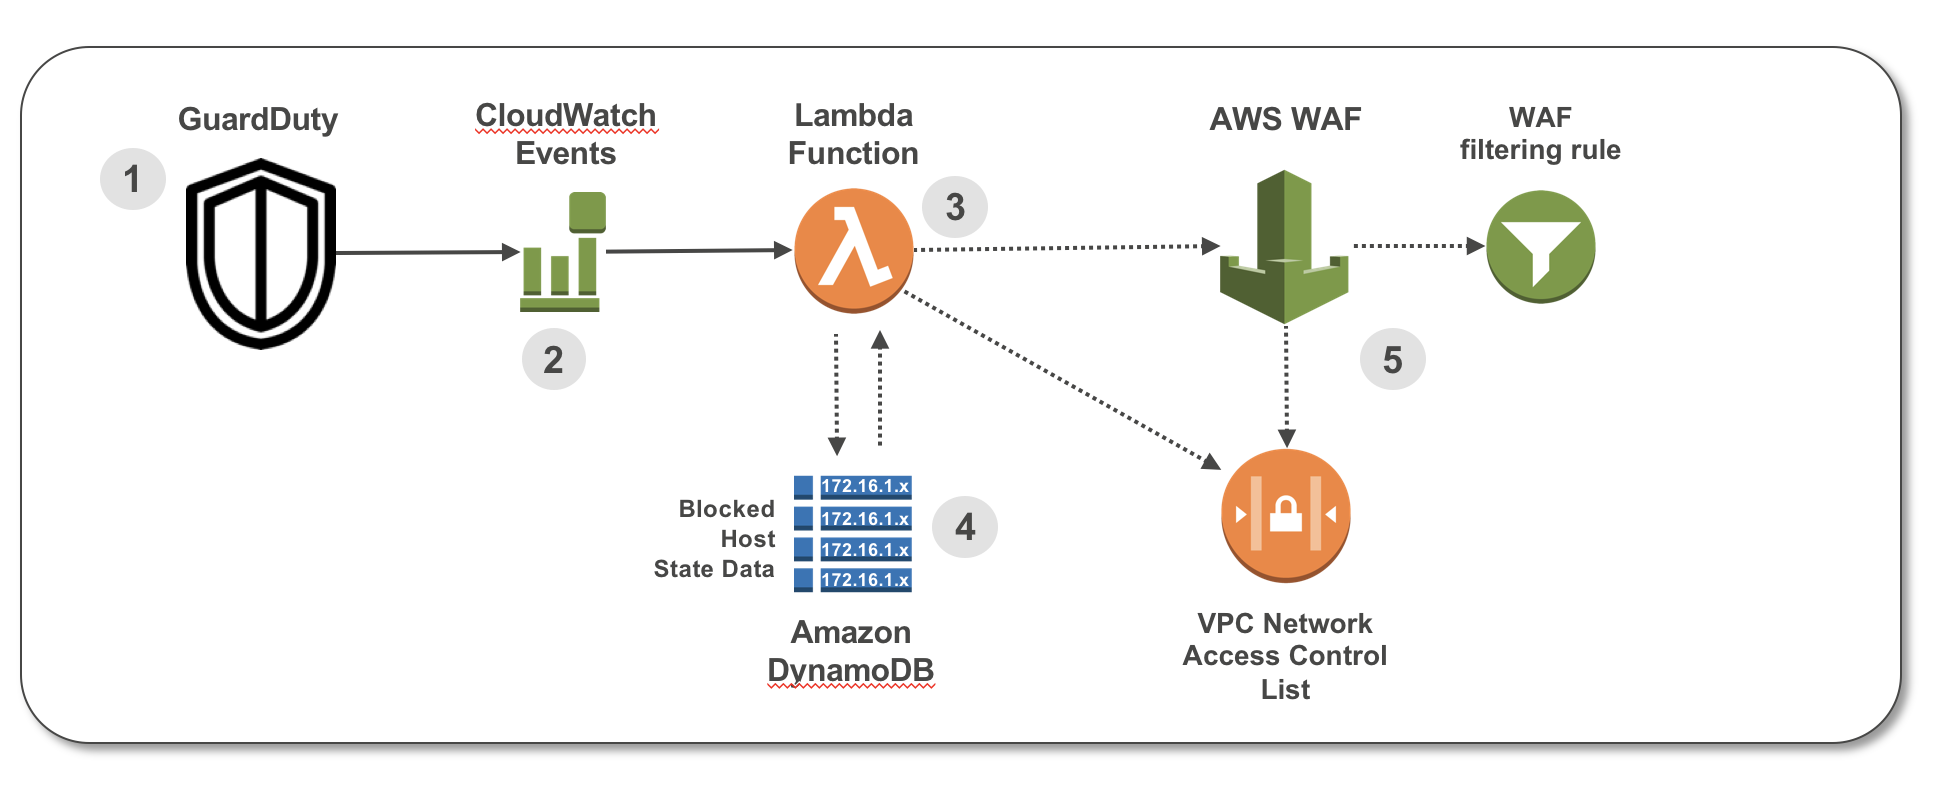 GuardDuty
1
CloudWatch
Events
2
Lambda
Function
3
AWS WAF
WAF
filtering rule
5
Blocked
Host
State Data
172.16.1.x
172.16.1.x
172.16.1.x
172.16.1.x
4
Amazon
DynamoDB
VPC Network
Access Control
List